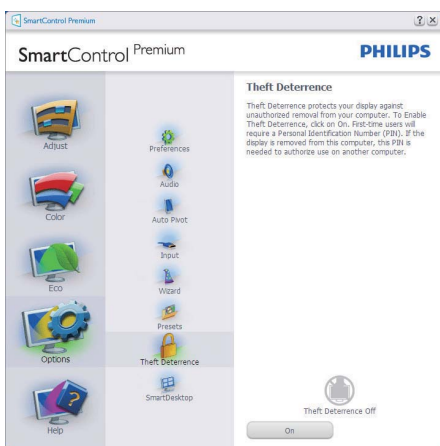 SmartControl Premium
SmartControl Premium
PHILIPS
Adjust
Color
Eco
Options
Help
Preferences
Audio
Auto Pivot
Input
Wizard
Presets
Theft Deterrence
SmartDesktop
Theft Deterrence
Theft Deterrence protects your display against
unauthorized removal from your computer. To Enable
Theft Deterrence, click on On. First-time users will
require a Personal Identification Number (PIN). If the
display is removed from this computer, this PIN is
needed to authorize use on another computer.
Theft Deterrence Off
On